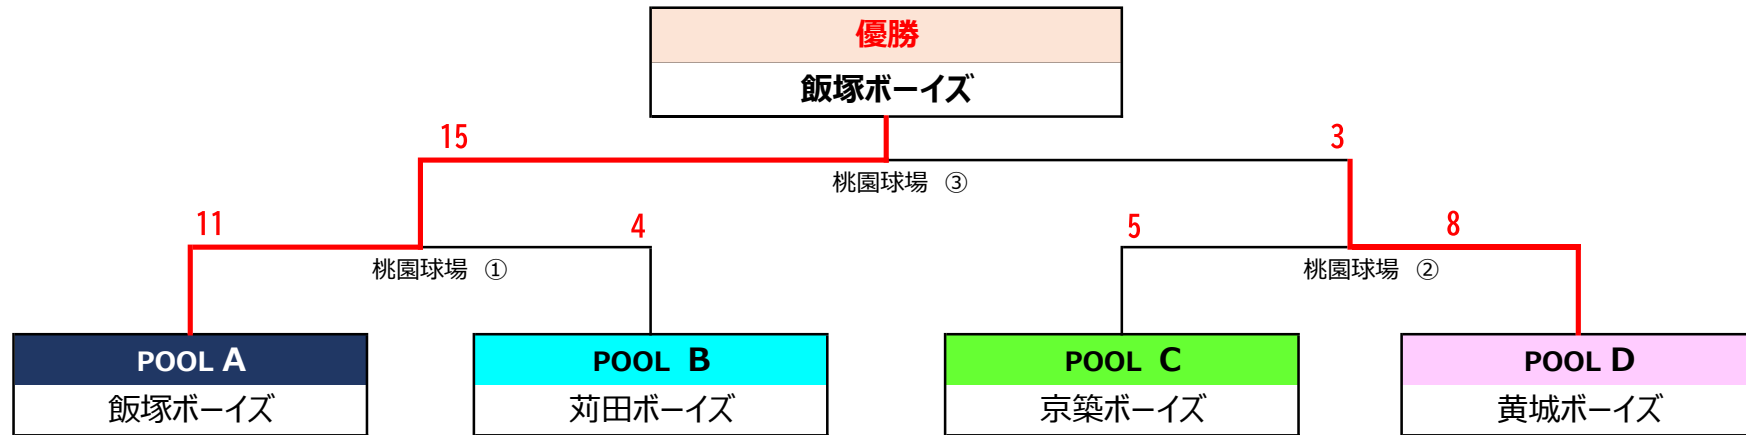 優勝
飯塚ボーイズ
15 3
桃園球場 ③
11 4 5 8
桃園球場 ① 桃園球場 ②
POOL A POOL B POOL C POOL D
飯塚ボーイズ 苅田ボーイズ 京築ボーイズ 黄城ボーイズ